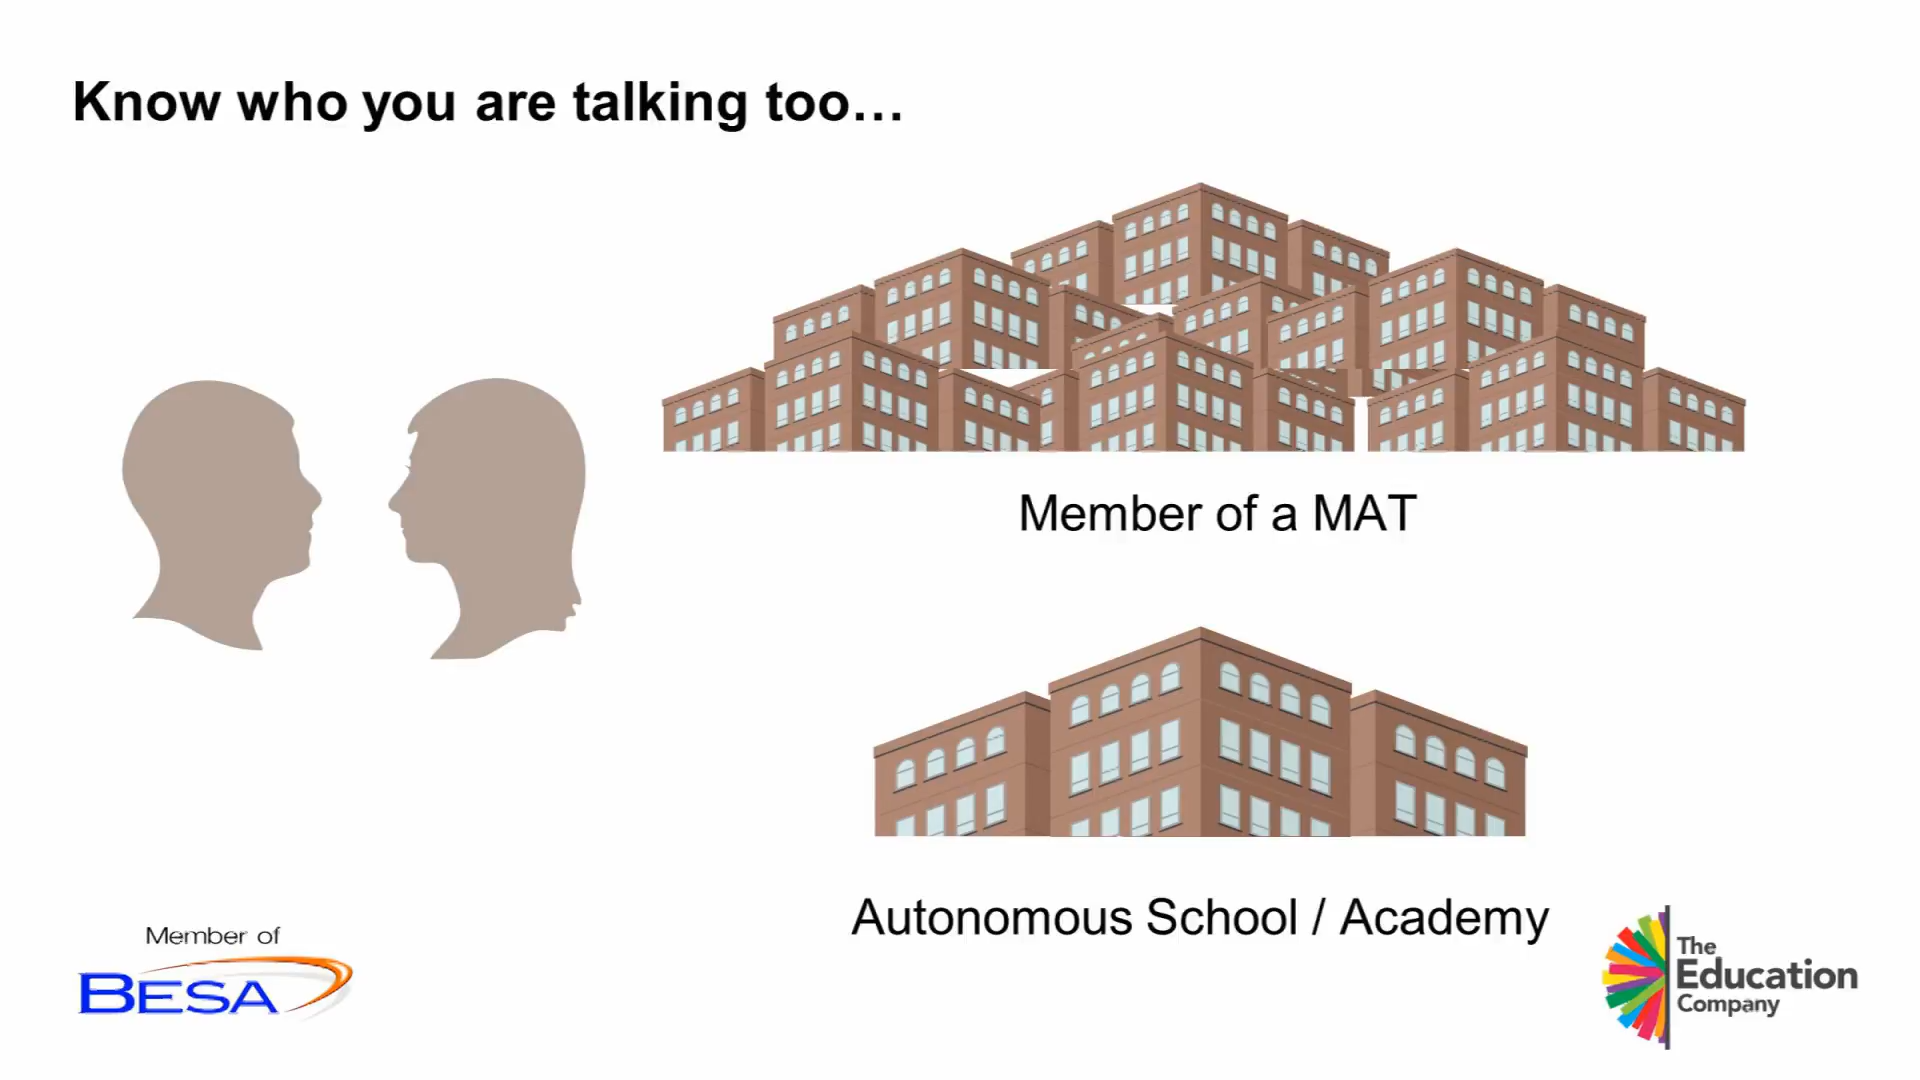 Know who you are talking too…
Member of a MAT
Autonomous School / Academy
Member of
BESA
The
Education
Company